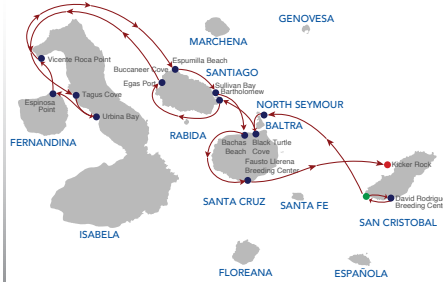 GENOVESA
MARCHENA
Vicente Roca Point
Buccaneer Cove
Espumilla Beach
SANTIAGO
Egas Port
Sullivan Bay
Bartholomew
Tagus Cove
Espinosa
Point
Urbina Bay
NORTH SEYMOUR
BALTRA
RABIDA
FERNANDINA
Bachas
Beach
Black Turtle
Cove
Fausto Llerena
Breeding Center
Kicker Rock
SANTA CRUZ
SANTA FE
David Rodrigu
Breeding Cent
SAN CRISTOBAL
ISABELA
FLOREANA
ESPAÑOLA